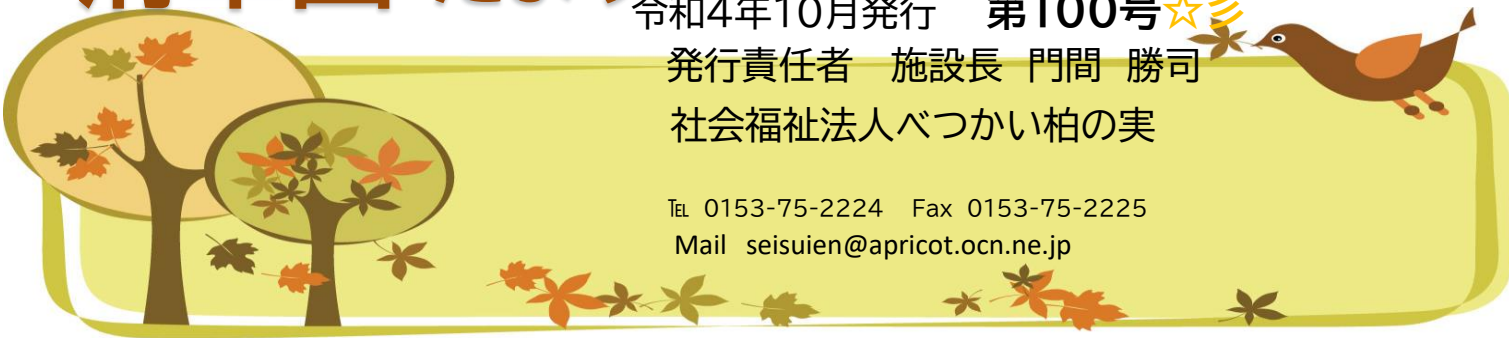 令和4年10月発行　第100号☆彡
発行責任者　施設長 門間 勝司
社会福祉法人べつかい柏の実
℡ 0153-75-2224　Fax 0153-75-2225
Mail seisuien@apricot.ocn.ne.jp